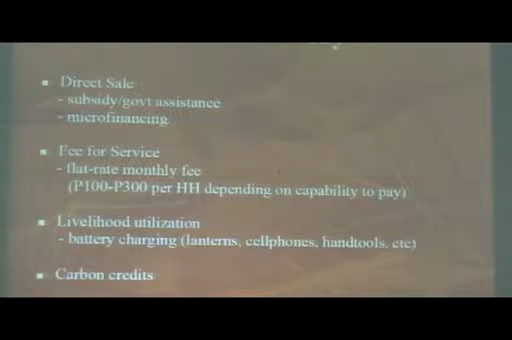 ▪ Direct Sale
- subsidy/govt assistance
- microfinancing
▪ Fee for Service
- flat-rate monthly fee
(P100-P300 per HH depending on capability to pay)
▪ Livelihood utilization
- battery charging (lanterns, cellphones, handtools. etc)
▪ Carbon credits